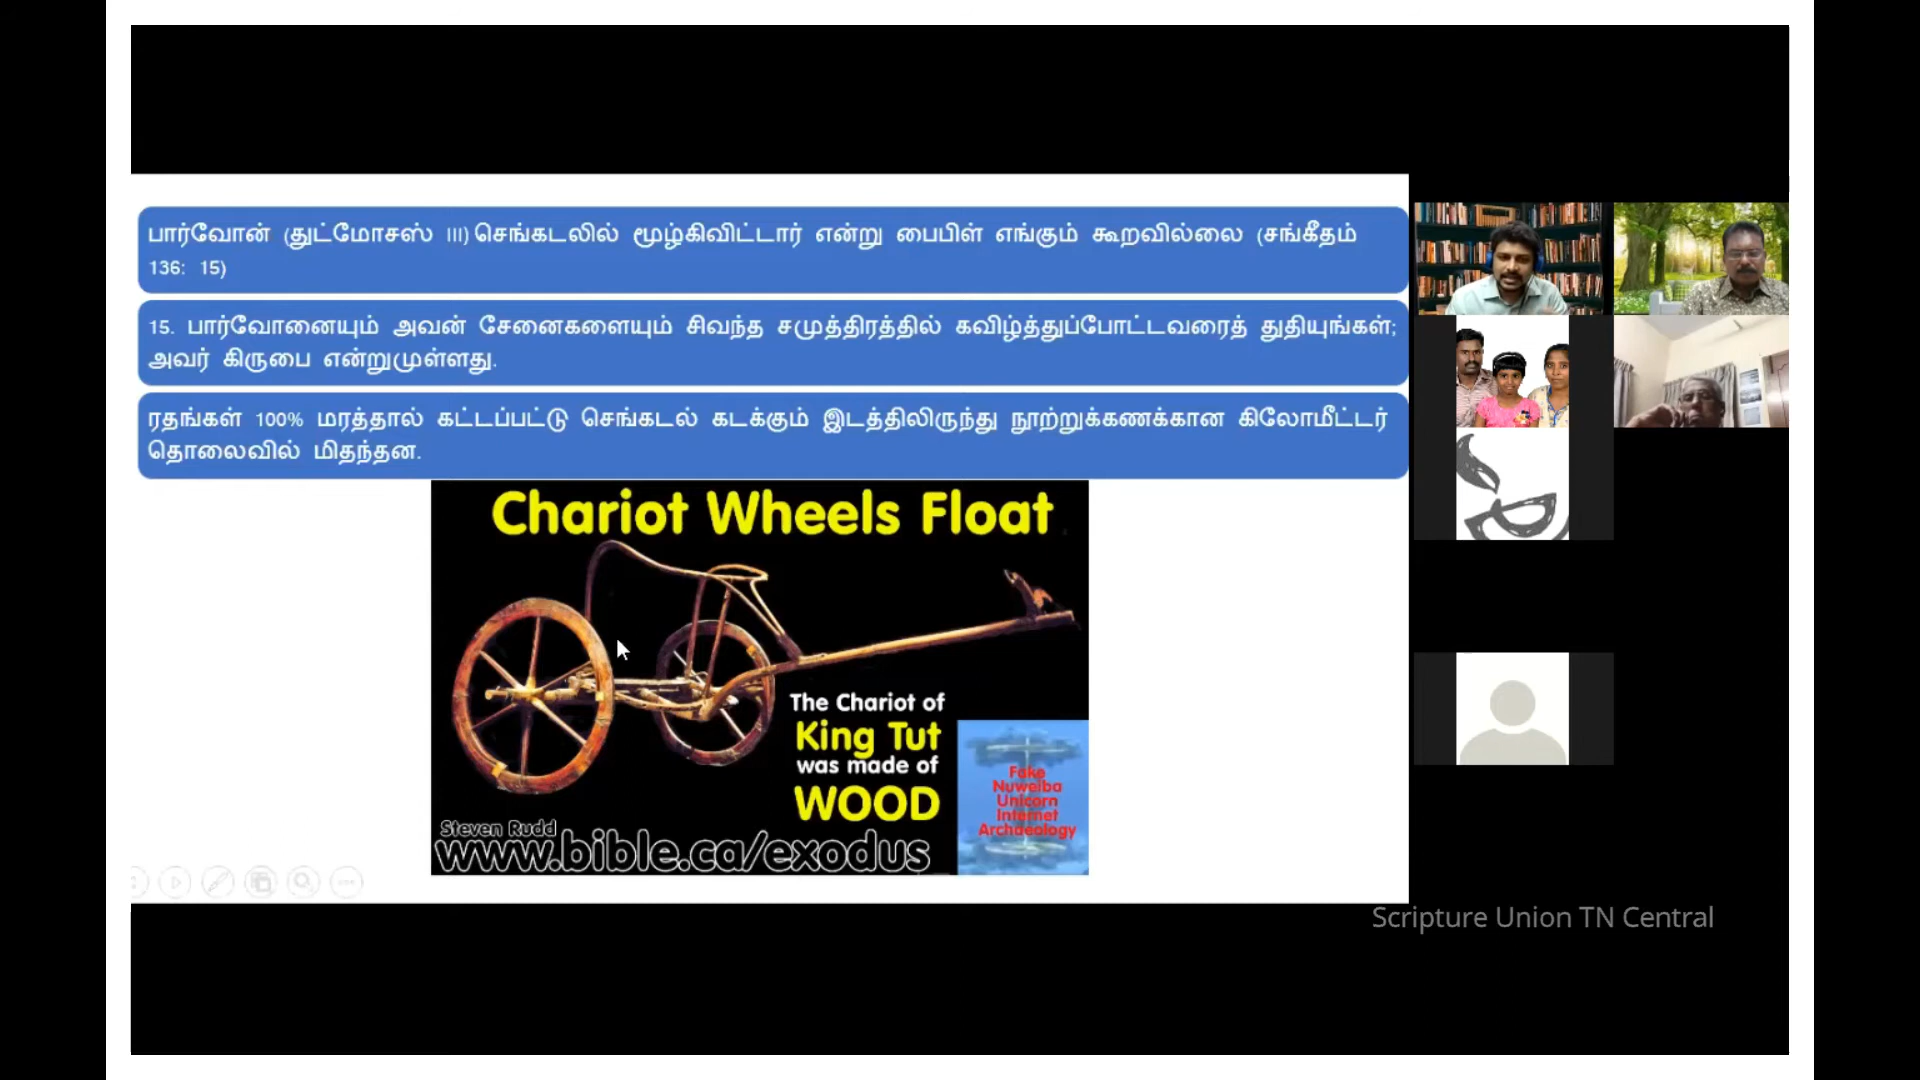 பார்வோன் (துட்மோசஸ் III) செங்கடலில் மூழ்கிவிட்டார் என்று பைபிள் எங்கும் கூறவில்லை (சங்கீதம்
136: 15)
15. பார்வோனையும் அவன் சேனைகளையும் சிவந்த சமுத்திரத்தில் கவிழ்த்துப்போட்டவரைத் துதியுங்கள்;
அவர் கிருபை என்றுமுள்ளது.
ரதங்கள் 100% மரத்தால் கட்டப்பட்டு செங்கடல் கடக்கும் இடத்திலிருந்து நூற்றுக்கணக்கான கிலோமீட்டர்
தொலைவில் மிதந்தன.
Chariot Wheels Float
The Chariot of
King Tut
was made of
WOOD
Fake
Nuweiba
Unicorn
Internet
Archaeology
Steven Rudd
www.bible.ca/exodus
Scripture Union TN Central